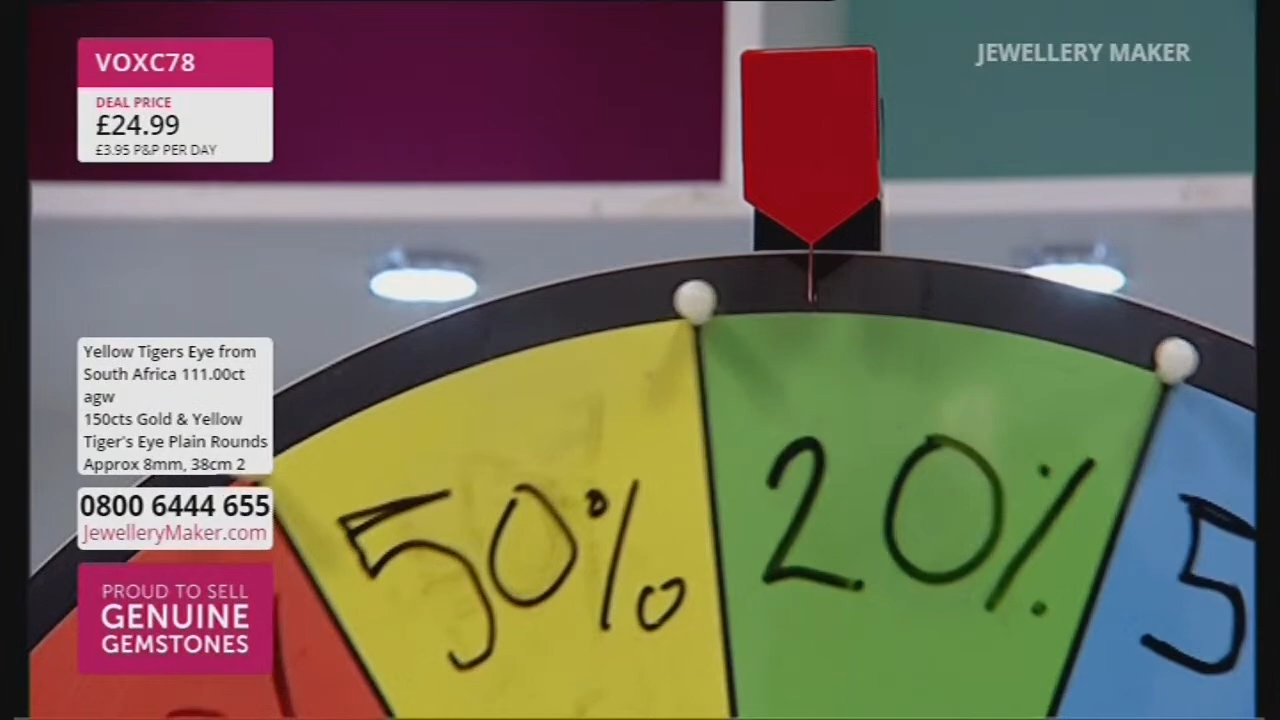 VOXC78
DEAL PRICE
£24.99
£3.95 P&P PER DAY
JEWELLERY MAKER
Yellow Tigers Eye from
South Africa 111.00ct
agw
150cts Gold & Yellow
Tiger's Eye Plain Rounds
Approx 8mm, 38cm 2
0800 6444 655
JewelleryMaker.com
PROUD TO SELL
GENUINE
GEMSTONES
50%
20%
5